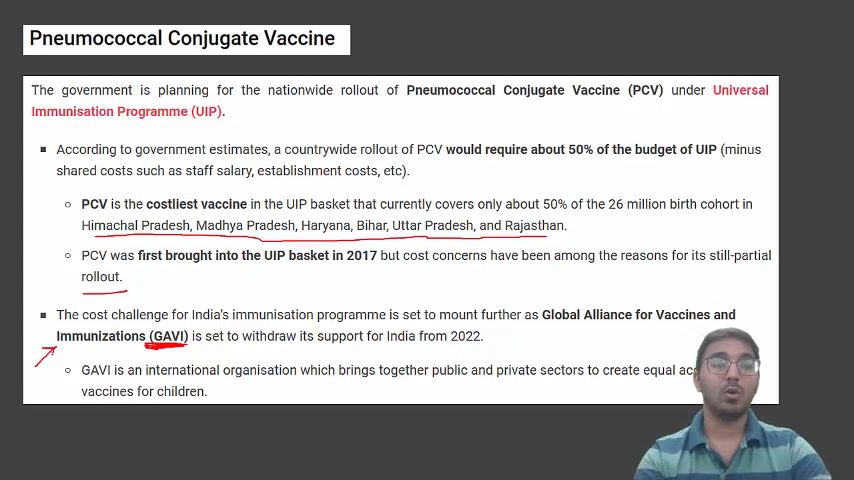 Pneumococcal Conjugate Vaccine
The government is planning for the nationwide rollout of Pneumococcal Conjugate Vaccine (PCV) under Universal
Immunisation Programme (UIP).
▪ According to government estimates, a countrywide rollout of PCV would require about 50% of the budget of UIP (minus
shared costs such as staff salary, establishment costs, etc).
○ PCV is the costliest vaccine in the UIP basket that currently covers only about 50% of the 26 million birth cohort in
Himachal Pradesh, Madhya Pradesh, Haryana, Bihar, Uttar Pradesh, and Rajasthan.
○ PCV was first brought into the UIP basket in 2017 but cost concerns have been among the reasons for its still-partial
rollout.
▪ The cost challenge for India's immunisation programme is set to mount further as Global Alliance for Vaccines and
Immunizations (GAVI) is set to withdraw its support for India from 2022.
○ GAVI is an international organisation which brings together public and private sectors to create equal
vaccines for children.